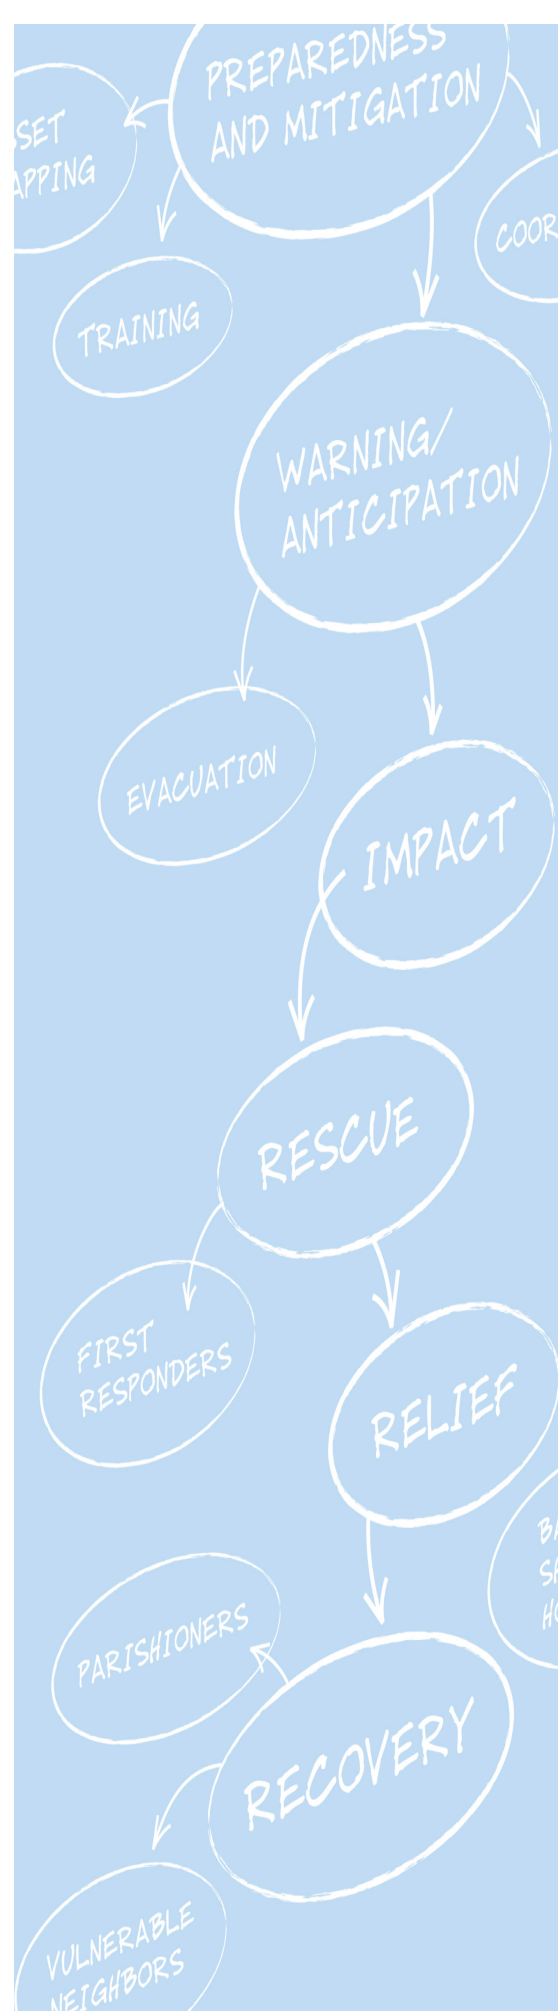 PREPAREDNESS
AND MITIGATION
TRAINING
WARNING/
ANTICIPATION
EVACUATION
IMPACT
RESCUE
FIRST
RESPONDERS
RELIEF
PARISHIONERS
RECOVERY
VULNERABLE
NEIGHBORS